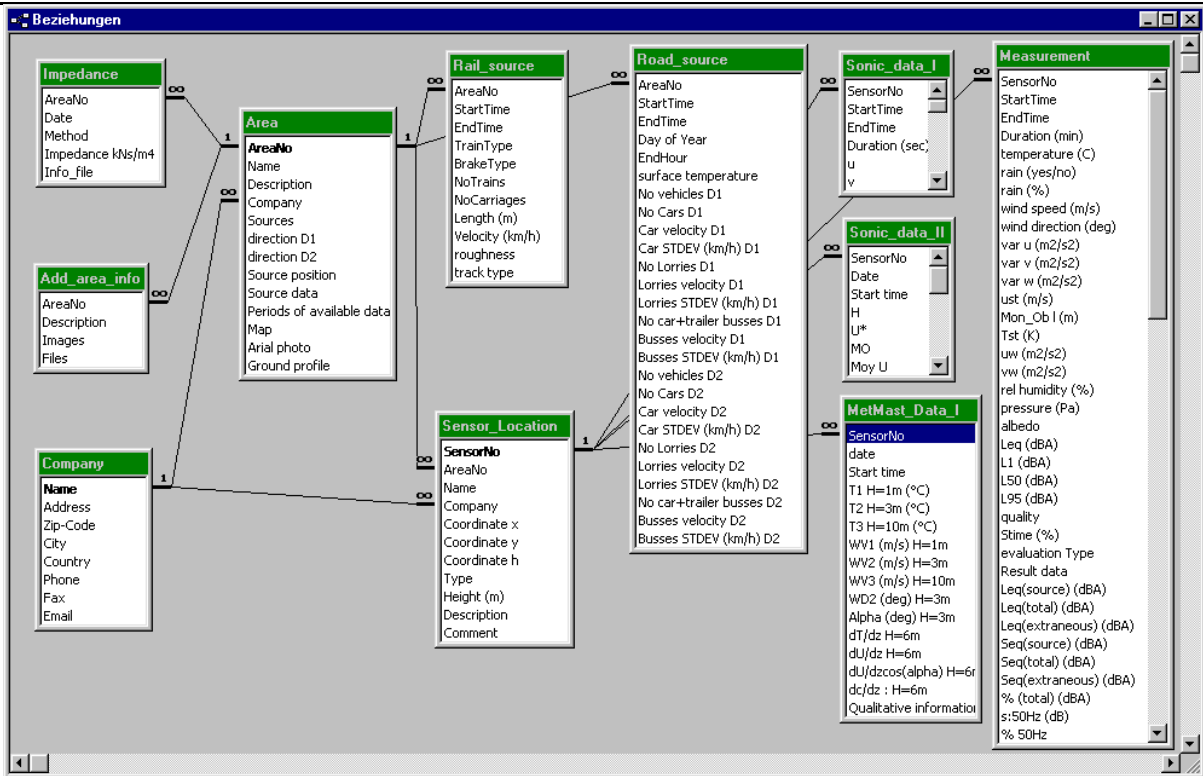 Beziehungen
Impedance
AreaNo
Date
Method
Impedance kNs/m4
Info_file
Add_area_info
AreaNo
Description
Images
Files
Company
Name
Address
Zip-Code
City
Country
Phone
Fax
Email
Area
AreaNo
Name
Description
Company
Sources
direction D1
direction D2
Source position
Source data
Periods of available data
Map
Arial photo
Ground profile
Rail_source
AreaNo
StartTime
EndTime
TrainType
BrakeType
NoTrains
NoCarriages
Length (m)
Velocity (km/h)
roughness
track type
Sensor_Location
SensorNo
AreaNo
Name
Company
Coordinate x
Coordinate y
Coordinate h
Type
Height (m)
Description
Comment
Road_source
AreaNo
StartTime
EndTime
Day of Year
EndHour
surface temperature
No vehicles D1
No Cars D1
Car velocity D1
Car STDEV (km/h) D1
No Lorries D1
Lorries velocity D1
Lorries STDEV (km/h) D1
No car+trailer busses D1
Busses velocity D1
Busses STDEV (km/h) D1
No vehicles D2
No Cars D2
Car velocity D2
Car STDEV (km/h) D2
No Lorries D2
Lorries velocity D2
Lorries STDEV (km/h) D2
No car+trailer busses D2
Busses velocity D2
Busses STDEV (km/h) D2
Sonic_data_I
SensorNo
StartTime
EndTime
Duration (sec)
u
v
Sonic_data_II
SensorNo
Date
Start time
H
U*
MO
Moy U
MetMast_Data_I
SensorNo
date
Start time
T1 H=1m (°C)
T2 H=3m (°C)
T3 H=10m (°C)
WV1 (m/s) H=1m
WV2 (m/s) H=3m
WV3 (m/s) H=10m
WD2 (deg) H=3m
Alpha (deg) H=3m
dT/dz H=6m
dU/dz H=6m
dU/dzcos(alpha) H=6m
dc/dz : H=6m
Qualitative information
Measurement
SensorNo
StartTime
EndTime
Duration (min)
temperature (C)
rain (yes/no)
rain (%)
wind speed (m/s)
wind direction (deg)
var u (m2/s2)
var v (m2/s2)
var w (m2/s2)
ust (m/s)
Mon_Ob l (m)
Tst (K)
uw (m2/s2)
vw (m2/s2)
rel humidity (%)
pressure (Pa)
albedo
Leq (dBA)
L1 (dBA)
L50 (dBA)
L95 (dBA)
quality
Stime (%)
evaluation Type
Result data
Leq(source) (dBA)
Leq(total) (dBA)
Leq(extraneous) (dBA)
Seq(source) (dBA)
Seq(total) (dBA)
Seq(extraneous) (dBA)
% (total) (dBA)
s:50Hz (dB)
% 50Hz
1
1
1
1
∞
∞
∞
∞
∞
∞
∞
∞
∞
∞
∞